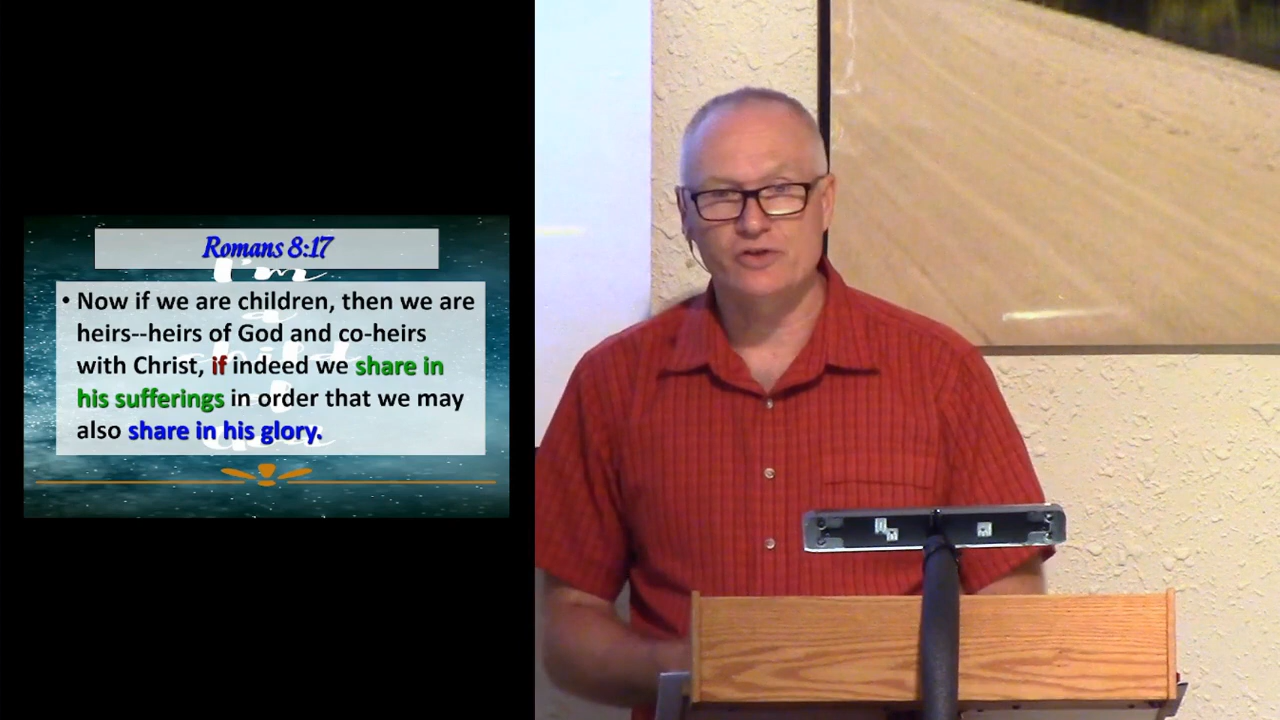 Romans 8:17
I'm
• Now if we are children, then we are
heirs--heirs of God and co-heirs
with Christ, if indeed we share in
his sufferings in order that we may
also share in his glory.